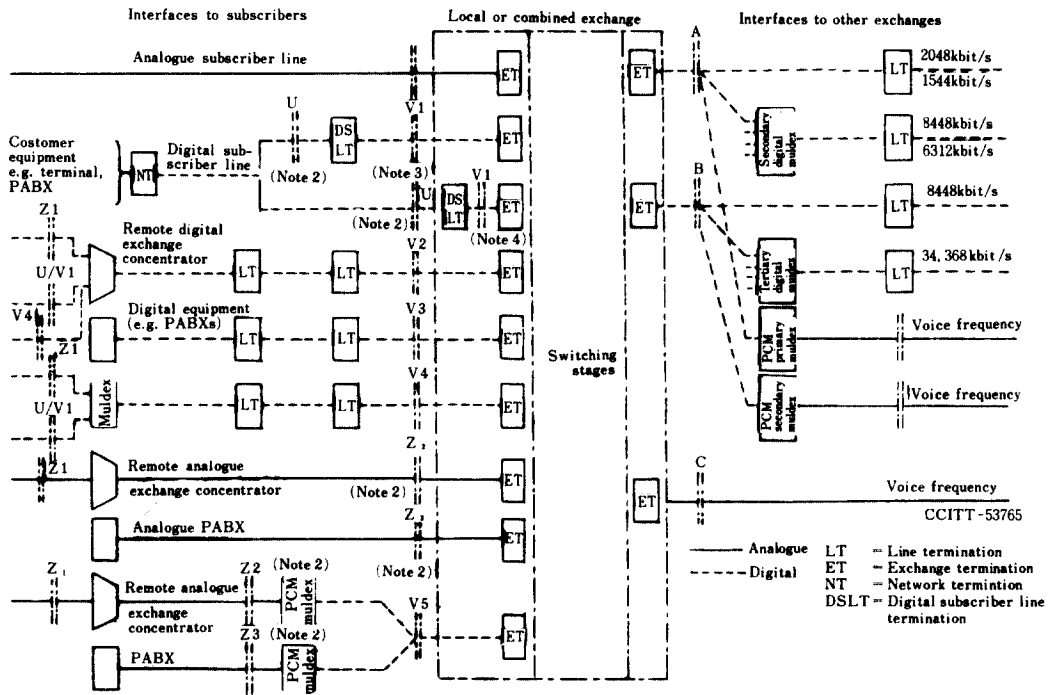 Interfaces to subscribers
Local or combined exchange
Interfaces to other exchanges
Analogue subscriber line
ET
ET
A
LT
2048kbit/s
1544kbit/s
Costomer
equipment
e.g. terminal,
PABX
NT
Digital sub-
scriber line
U
DS
LT
(Note 2)
V1
(Note 3)
ET
Secondary
digital
muldex
LT
8448kbit/s
6312kbit/s
(Note 2)
U
DS
LT
V1
ET
(Note 4)
ET
B
LT
8448kbit/s
Z1
U/V1
Remote digital
exchange
concentrator
LT
LT
V2
ET
Tertiary
digital
muldex
LT
34,368kbit/s
V4
Z1
Digital equipment
(e.g. PABXs)
LT
LT
V3
ET
Switching
stages
PCM
primary
muldex
Voice frequency
U/V1
Muldex
LT
LT
V4
ET
PCM
secondary
muldex
Voice frequency
Z1
Remote analogue
exchange concentrator
(Note 2)
ET
ET
C
Voice frequency
CCITT-53765
Analogue PABX
(Note 2)
ET
Analogue
Digital
LT = Line termination
ET = Exchange termination
NT = Network termintion
DSLT = Digital subscriber line
termination
Remote analogue
exchange
concentrator
Z2
(Note 2)
PCM
muldex
V5
ET
PABX
Z3
(Note 2)
PCM
muldex